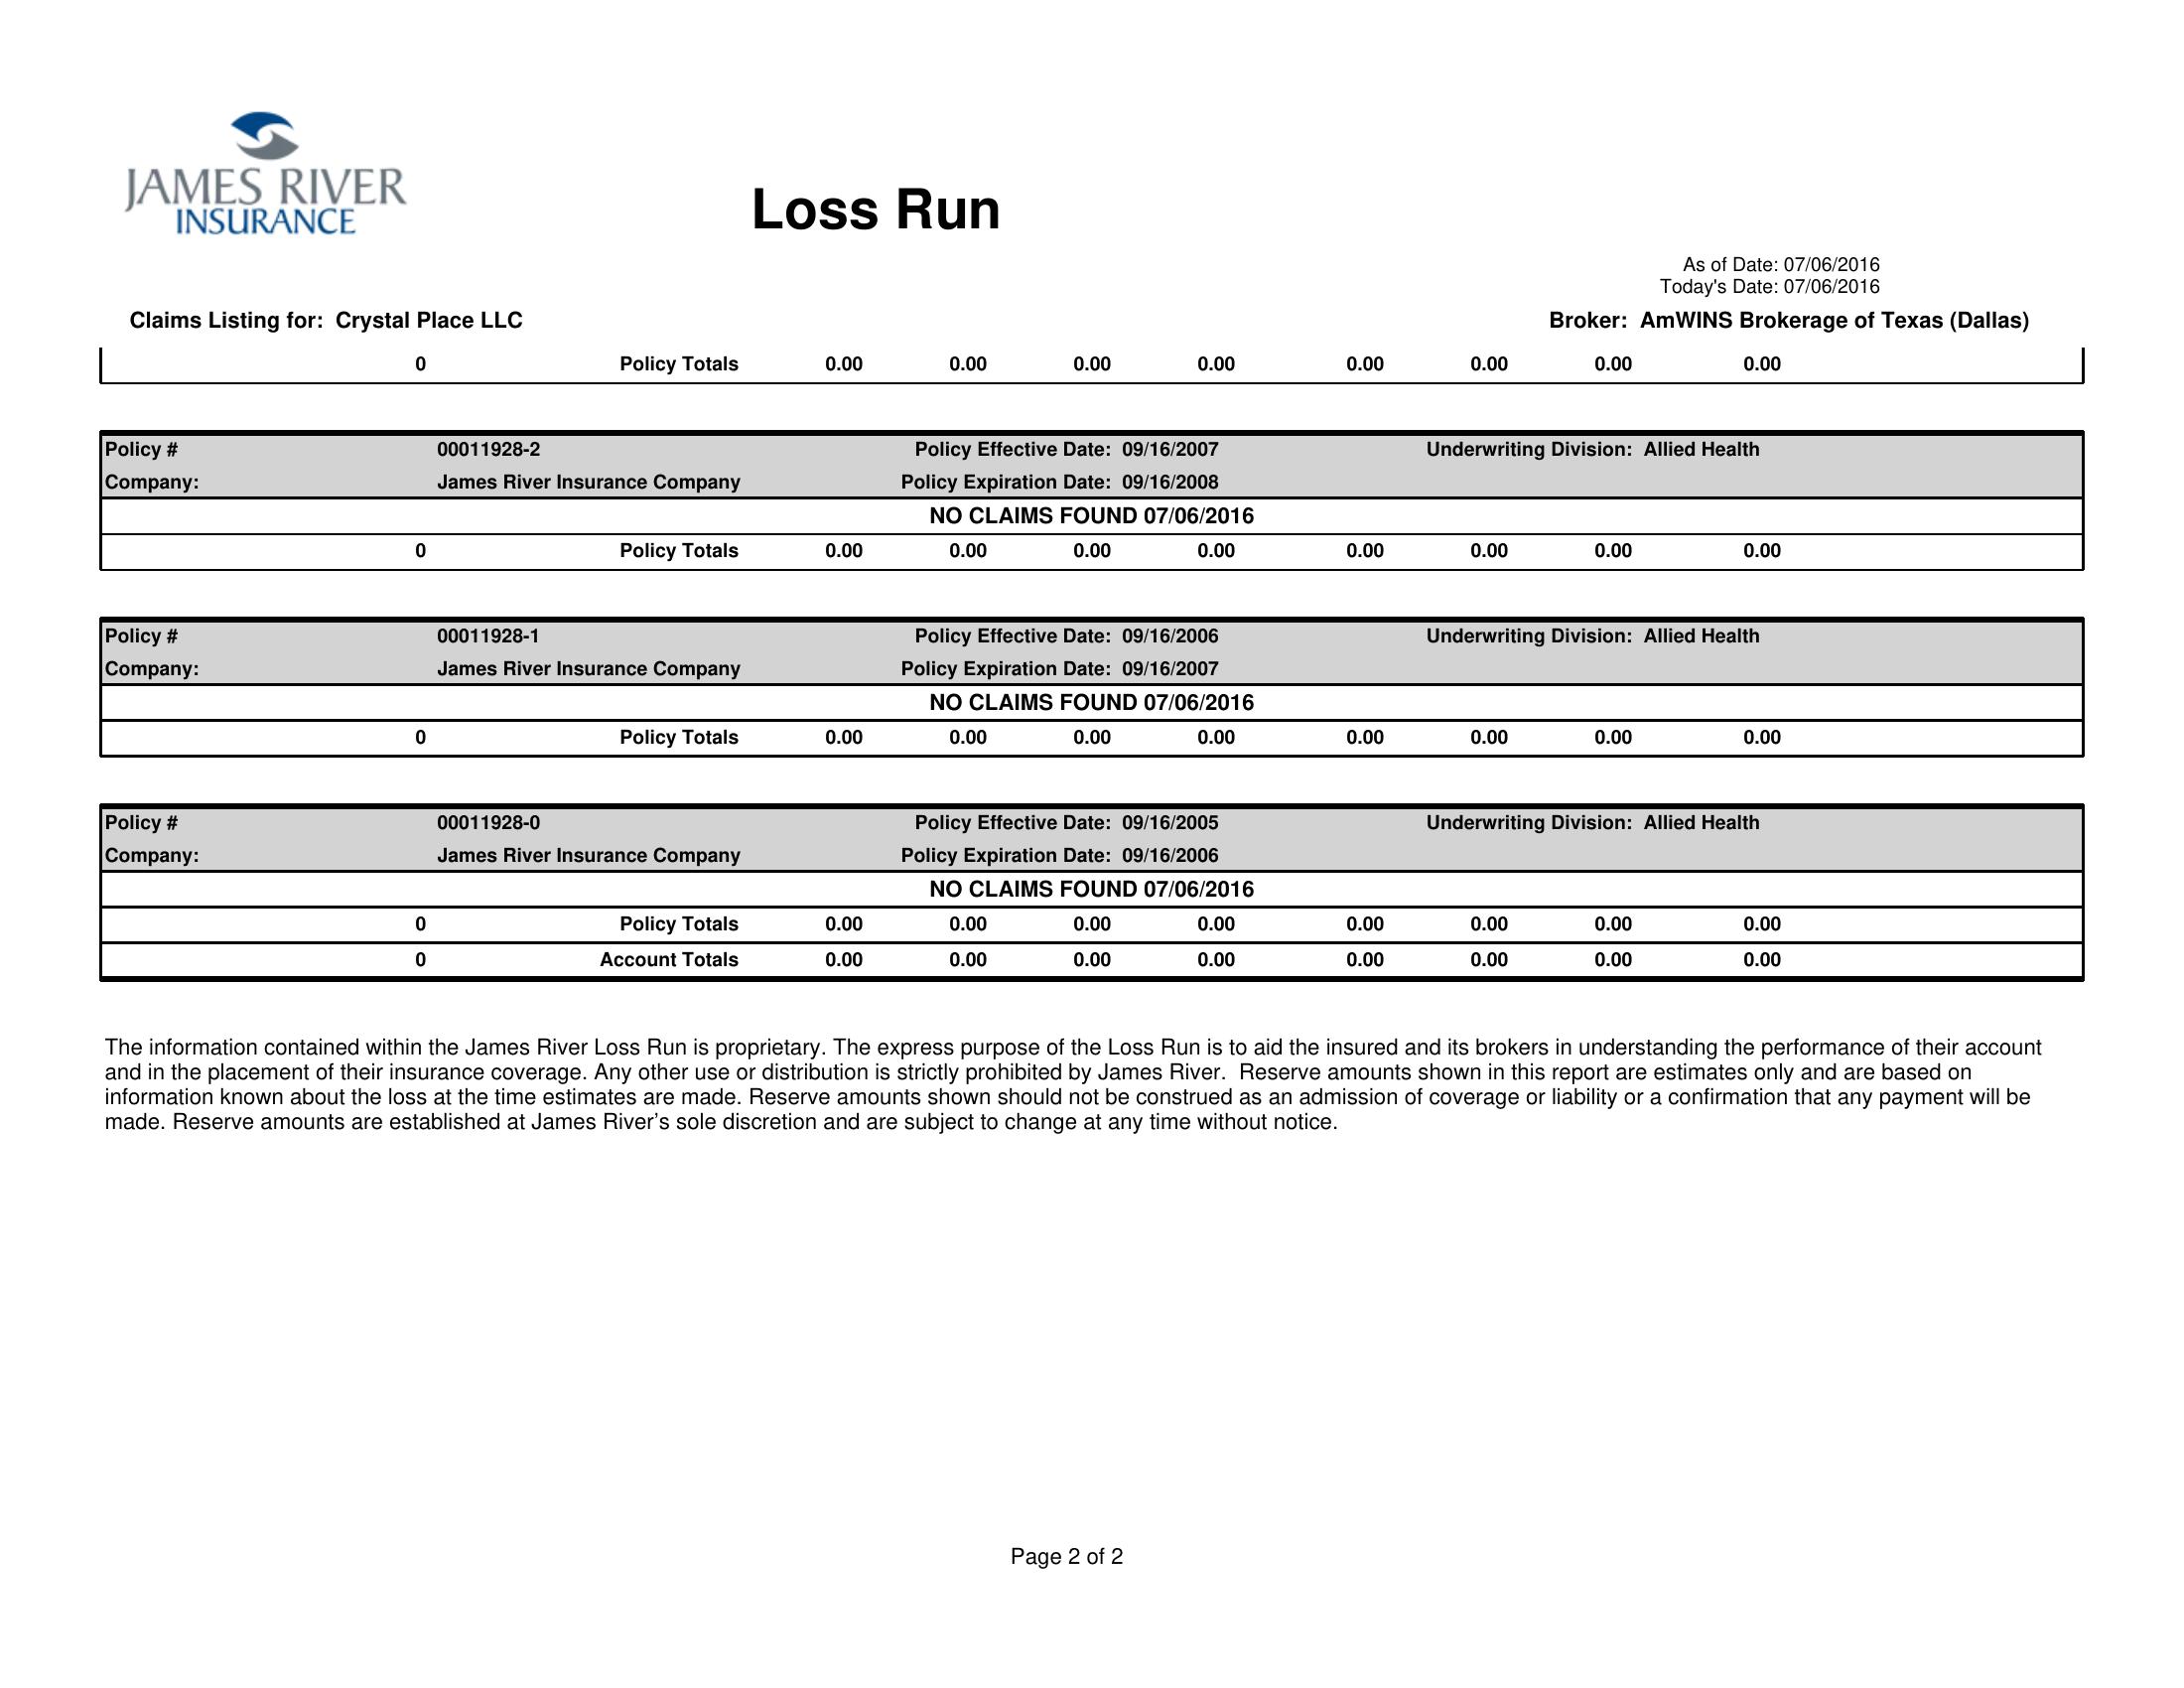 JAMES RIVER
INSURANCE
Loss Run
As of Date: 07/06/2016
Today's Date: 07/06/2016
Claims Listing for: Crystal Place LLC Broker: AmWINS Brokerage of Texas (Dallas)
0 Policy Totals 0.00 0.00 0.00 0.00 0.00 0.00 0.00 0.00
Policy # 00011928-2 Policy Effective Date: 09/16/2007 Underwriting Division: Allied Health
Company: James River Insurance Company Policy Expiration Date: 09/16/2008
NO CLAIMS FOUND 07/06/2016
0 Policy Totals 0.00 0.00 0.00 0.00 0.00 0.00 0.00 0.00
Policy # 00011928-1 Policy Effective Date: 09/16/2006 Underwriting Division: Allied Health
Company: James River Insurance Company Policy Expiration Date: 09/16/2007
NO CLAIMS FOUND 07/06/2016
0 Policy Totals 0.00 0.00 0.00 0.00 0.00 0.00 0.00 0.00
Policy # 00011928-0 Policy Effective Date: 09/16/2005 Underwriting Division: Allied Health
Company: James River Insurance Company Policy Expiration Date: 09/16/2006
NO CLAIMS FOUND 07/06/2016
0 Policy Totals 0.00 0.00 0.00 0.00 0.00 0.00 0.00 0.00
0 Account Totals 0.00 0.00 0.00 0.00 0.00 0.00 0.00 0.00
The information contained within the James River Loss Run is proprietary. The express purpose of the Loss Run is to aid the insured and its brokers in understanding the performance of their account
and in the placement of their insurance coverage. Any other use or distribution is strictly prohibited by James River. Reserve amounts shown in this report are estimates only and are based on
information known about the loss at the time estimates are made. Reserve amounts shown should not be construed as an admission of coverage or liability or a confirmation that any payment will be
made. Reserve amounts are established at James River’s sole discretion and are subject to change at any time without notice.
Page 2 of 2